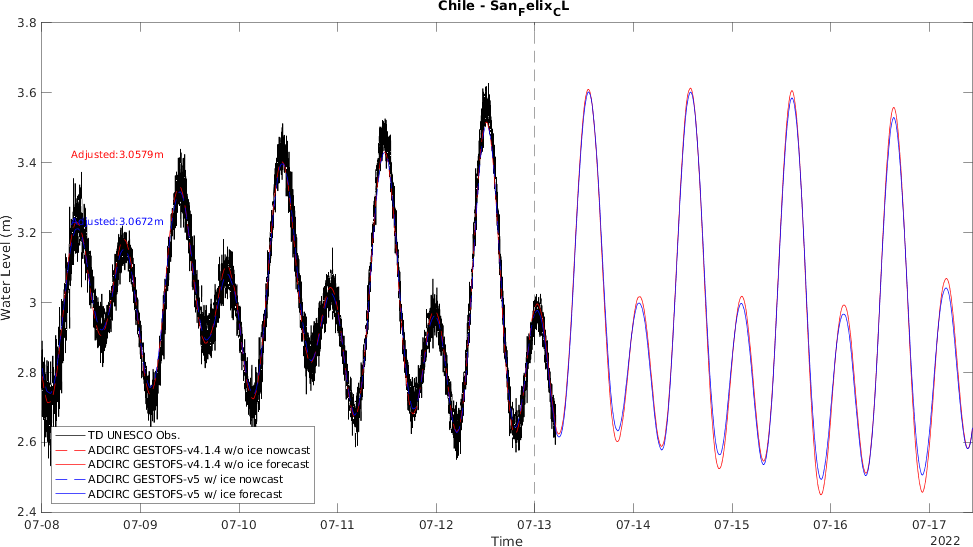 Chile - San_Felix_CL
3.8
3.6
3.4
3.2
3
2.8
2.6
2.4
Water Level (m)
Adjusted:3.0579m
Adjusted:3.0672m
TD UNESCO Obs.
ADCIRC GESTOFS-v4.1.4 w/o ice nowcast
ADCIRC GESTOFS-v4.1.4 w/o ice forecast
ADCIRC GESTOFS-v5 w/ ice nowcast
ADCIRC GESTOFS-v5 w/ ice forecast
07-08 07-09 07-10 07-11 07-12 07-13 07-14 07-15 07-16 07-17
Time
2022